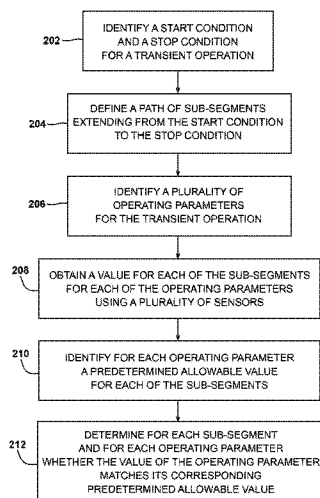 202
IDENTIFY A START CONDITION
AND A STOP CONDITION
FOR A TRANSIENT OPERATION
204
DEFINE A PATH OF SUB-SEGMENTS
EXTENDING FROM THE START CONDITION
TO THE STOP CONDITION
206
IDENTIFY A PLURALITY OF
OPERATING PARAMETERS
FOR THE TRANSIENT OPERATION
208
OBTAIN A VALUE FOR EACH OF THE SUB-SEGMENTS
FOR EACH OF THE OPERATING PARAMETERS
USING A PLURALITY OF SENSORS
210
IDENTIFY FOR EACH OPERATING PARAMETER
A PREDETERMINED ALLOWABLE VALUE
FOR EACH OF THE SUB-SEGMENTS
212
DETERMINE FOR EACH SUB-SEGMENT
AND FOR EACH OPERATING PARAMETER
WHETHER THE VALUE OF THE OPERATING PARAMETER
MATCHES ITS CORRESPONDING
PREDETERMINED ALLOWABLE VALUE